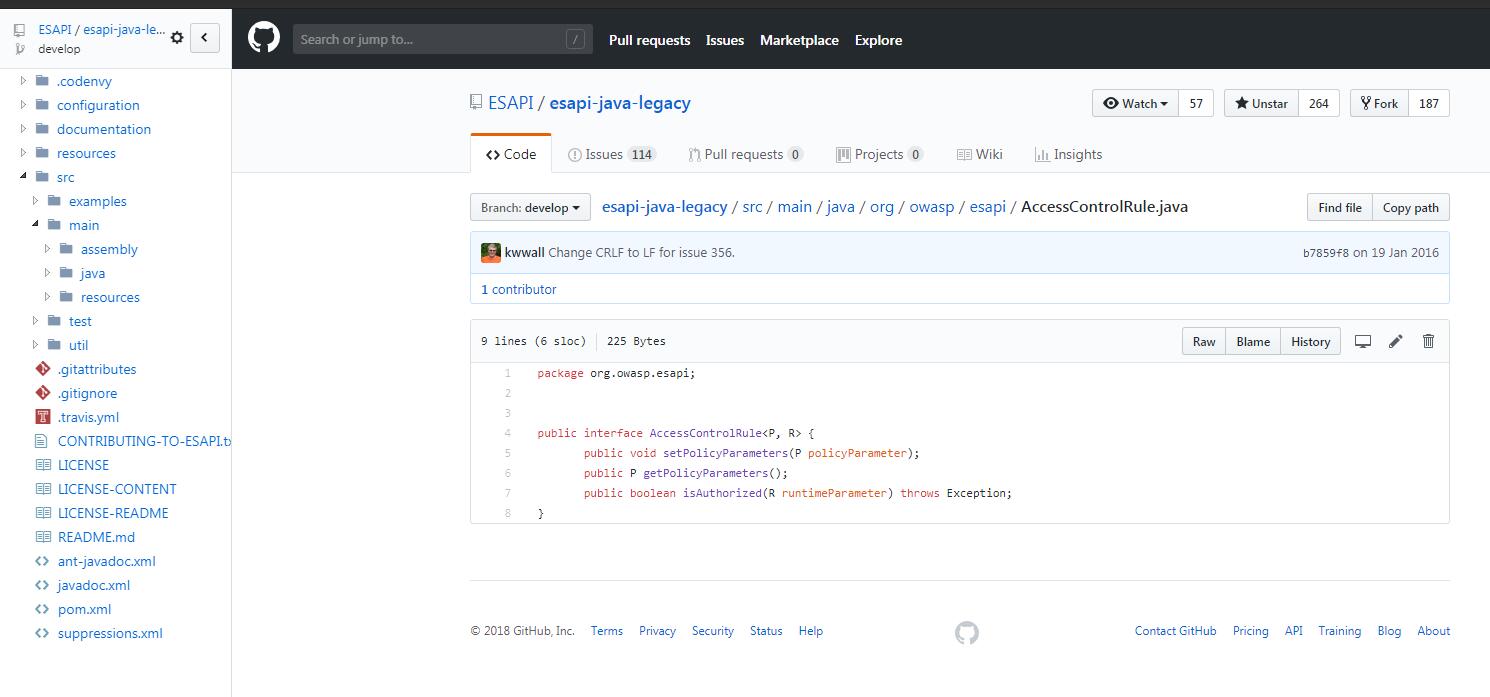 ESAPI / esapi-java-le...
develop
.codenvy
configuration
documentation
resources
src
examples
main
assembly
java
resources
test
util
.gitattributes
.gitignore
.travis.yml
CONTRIBUTING-TO-ESAPI.t
LICENSE
LICENSE-CONTENT
LICENSE-README
README.md
ant-javadoc.xml
javadoc.xml
pom.xml
suppressions.xml
Search or jump to... / Pull requests Issues Marketplace Explore
ESAPI / esapi-java-legacy Watch 57 Unstar 264 Fork 187
Code Issues 114 Pull requests 0 Projects 0 Wiki Insights
Branch: develop esapi-java-legacy / src / main / java / org / owasp / esapi / AccessControlRule.java Find file Copy path
kwwall Change CRLF to LF for issue 356. b7859f8 on 19 Jan 2016
1 contributor
9 lines (6 sloc) 225 Bytes Raw Blame History
1 package org.owasp.esapi;
2
3
4 public interface AccessControlRule<P, R> {
5 public void setPolicyParameters(P policyParameter);
6 public P getPolicyParameters();
7 public boolean isAuthorized(R runtimeParameter) throws Exception;
8 }
© 2018 GitHub, Inc. Terms Privacy Security Status Help Contact GitHub Pricing API Training Blog About